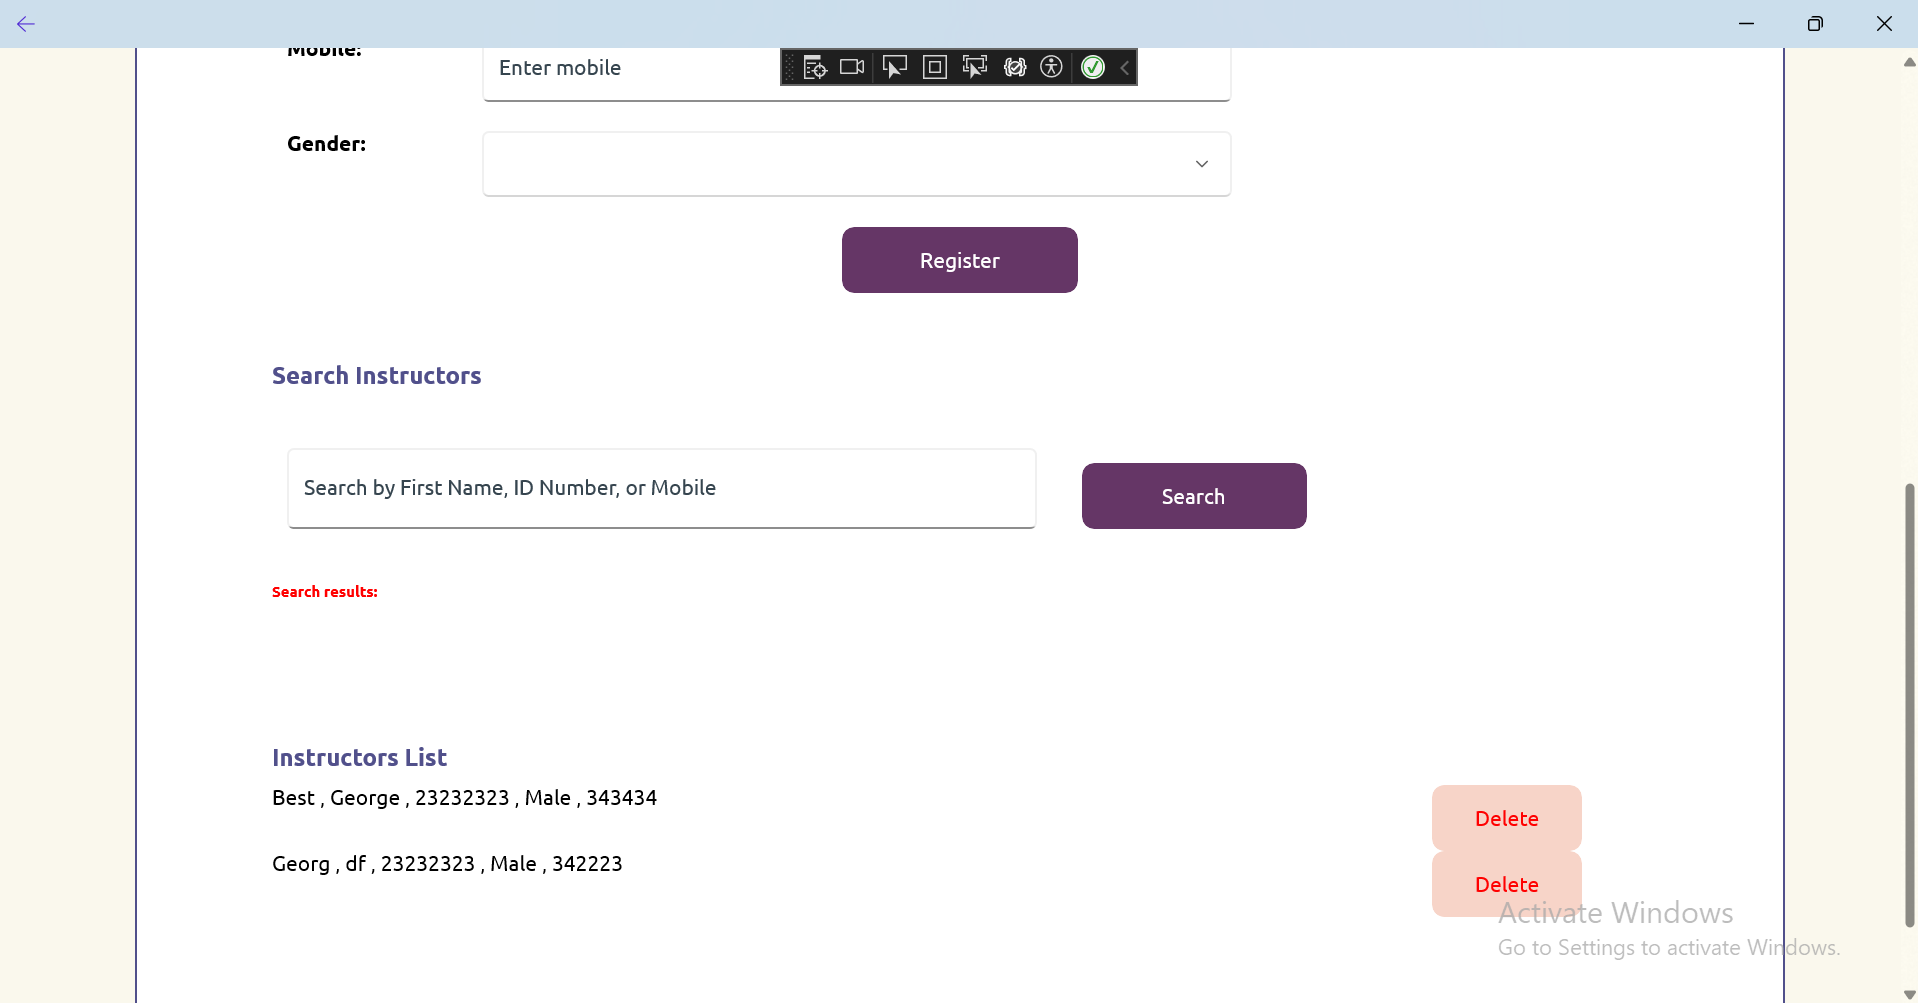 Mobile:
Enter mobile
Gender:
Register
Search Instructors
Search by First Name, ID Number, or Mobile
Search
Search results:
Instructors List
Best , George , 23232323 , Male , 343434
Delete
Georg , df , 23232323 , Male , 342223
Delete
Activate Windows
Go to Settings to activate Windows.